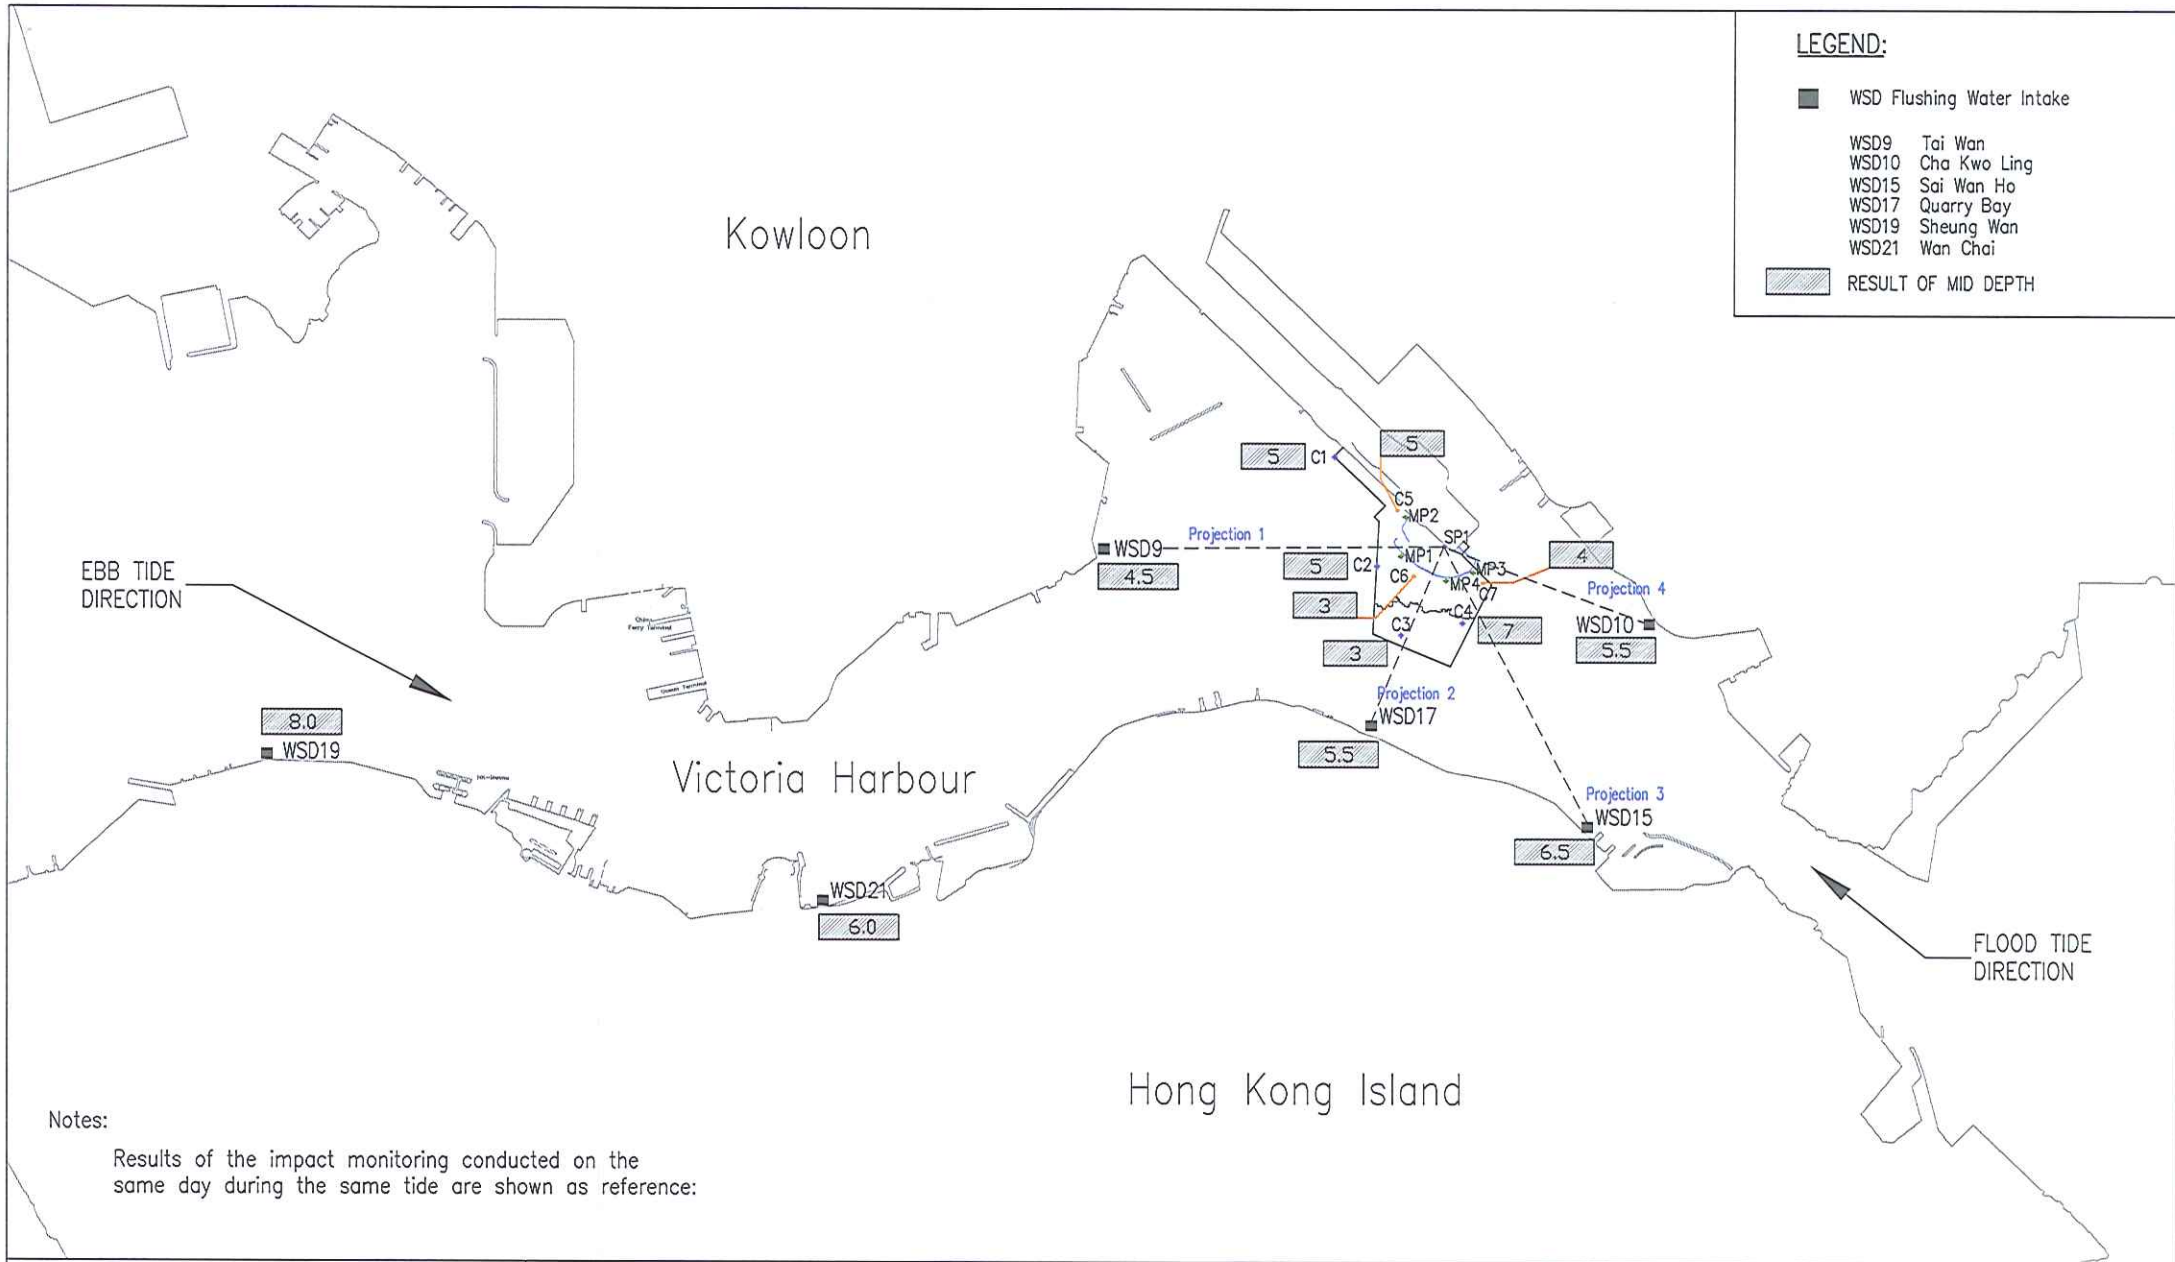 LEGEND:
WSD Flushing Water Intake
WSD9 Tai Wan
WSD10 Cha Kwo Ling
WSD15 Sai Wan Ho
WSD17 Quarry Bay
WSD19 Sheung Wan
WSD21 Wan Chai
RESULT OF MID DEPTH
Kowloon
5
5 C1
C5
MP2
SP1
Projection 1
WSD9
4.5
MP1
5 C2
C6
MP3
MP4
C7
4
Projection 4
3
C4
C3
7
WSD10
5.5
3
EBB TIDE
DIRECTION
Ferry Terminal
Projection 2
WSD17
5.5
8.0
WSD19
Victoria Harbour
Projection 3
WSD15
6.5
WSD21
6.0
FLOOD TIDE
DIRECTION
Hong Kong Island
Notes:
Results of the impact monitoring conducted on the
same day during the same tide are shown as reference: